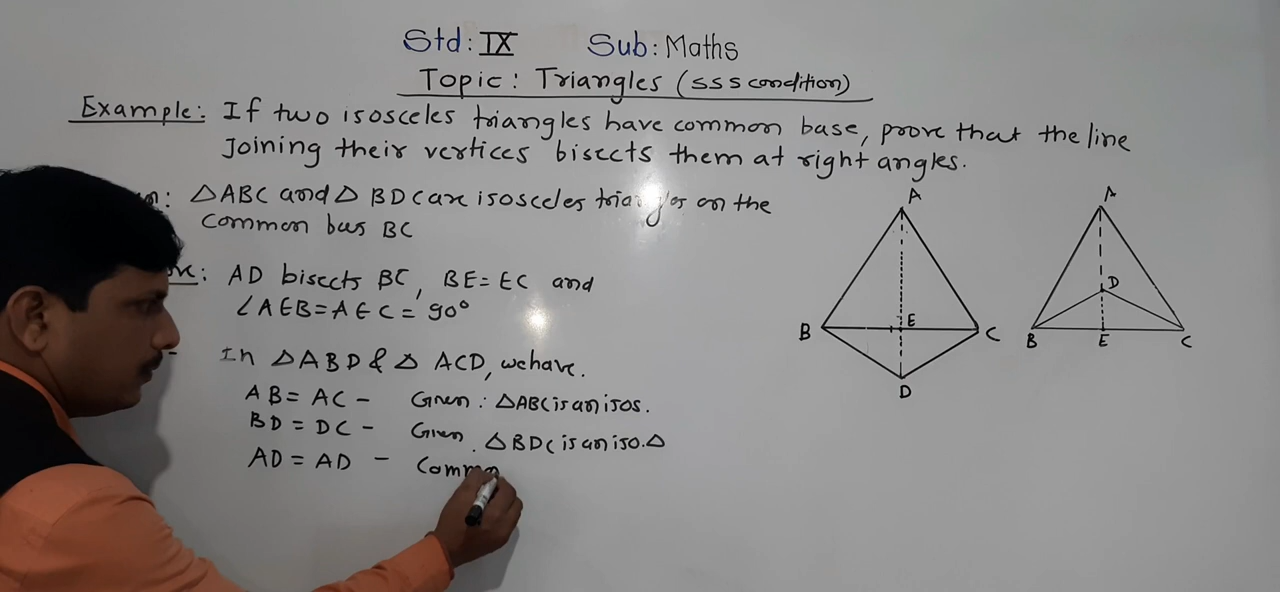 Std: IX Sub: Maths
Topic: Triangles (sss condition)
Example: If two isosceles triangles have common base, prove that the line
Joining their vertices bisects them at right angles.
△ABC and △ BDC are isosceles on the
Common bas BC
AD bisects BC, BE = EC and
∠AEB = AEC = 90°
In △ABD & △ ACD, we have.
AB = AC - Given: △ABC is an isos.
BD = DC - Given. △BDC is an iso.△
AD = AD - Commo
A
B
E
C
D
A
D
B
E
C